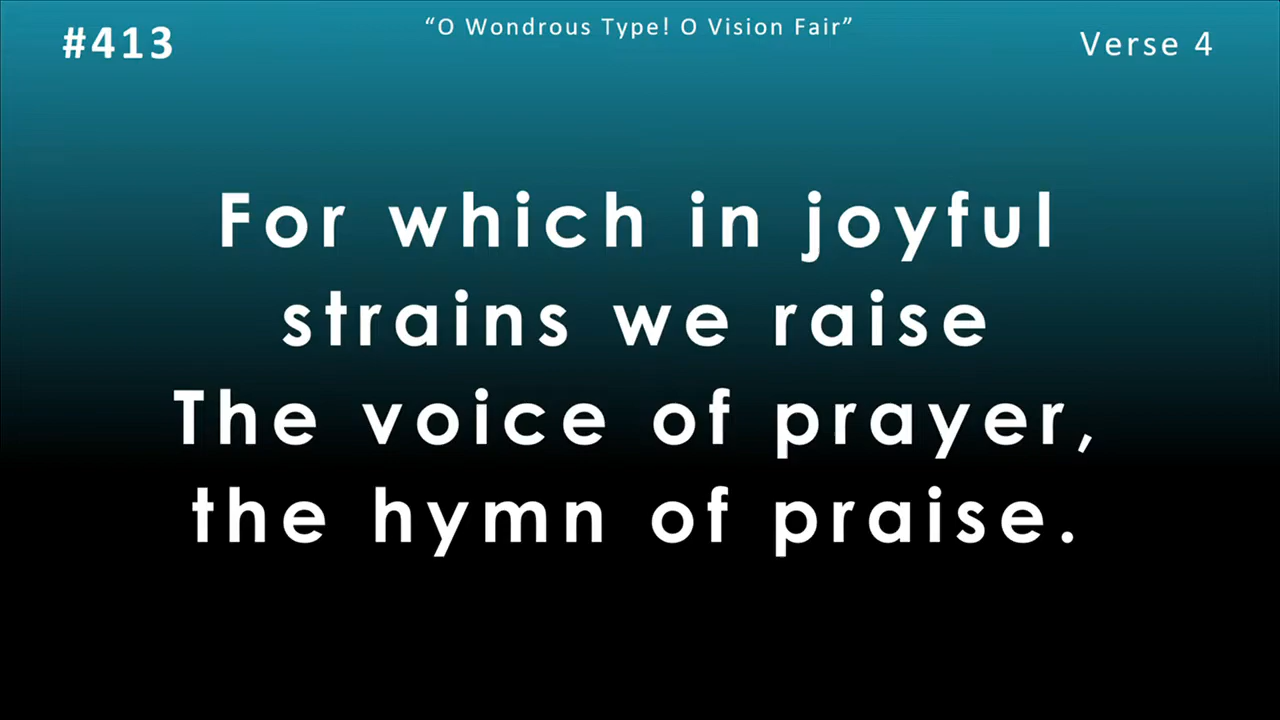 #413
“O Wondrous Type! O Vision Fair”
Verse 4
For which in joyful
strains we raise
The voice of prayer,
the hymn of praise.